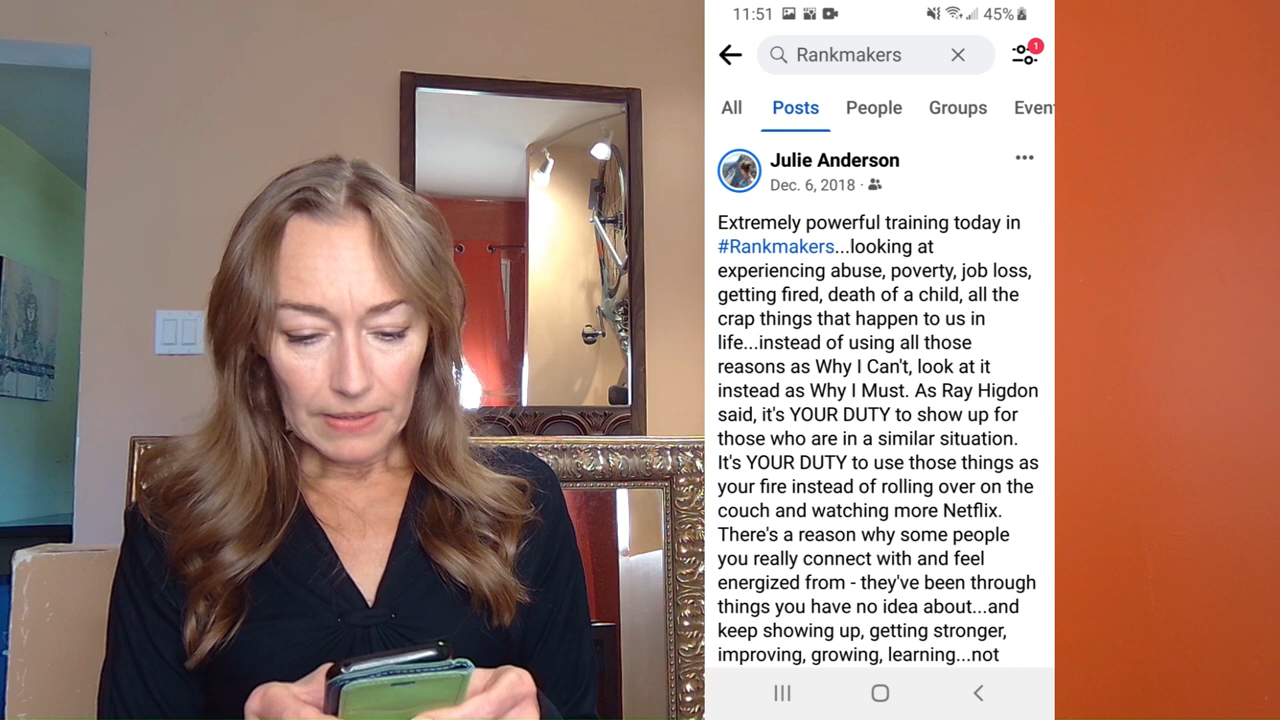 11:51
45%
Rankmakers
1
All Posts People Groups Even
Julie Anderson
Dec. 6, 2018 ·
Extremely powerful training today in
#Rankmakers...looking at
experiencing abuse, poverty, job loss,
getting fired, death of a child, all the
crap things that happen to us in
life...instead of using all those
reasons as Why I Can't, look at it
instead as Why I Must. As Ray Higdon
said, it's YOUR DUTY to show up for
those who are in a similar situation.
It's YOUR DUTY to use those things as
your fire instead of rolling over on the
couch and watching more Netflix.
There's a reason why some people
you really connect with and feel
energized from - they've been through
things you have no idea about...and
keep showing up, getting stronger,
improving, growing, learning...not